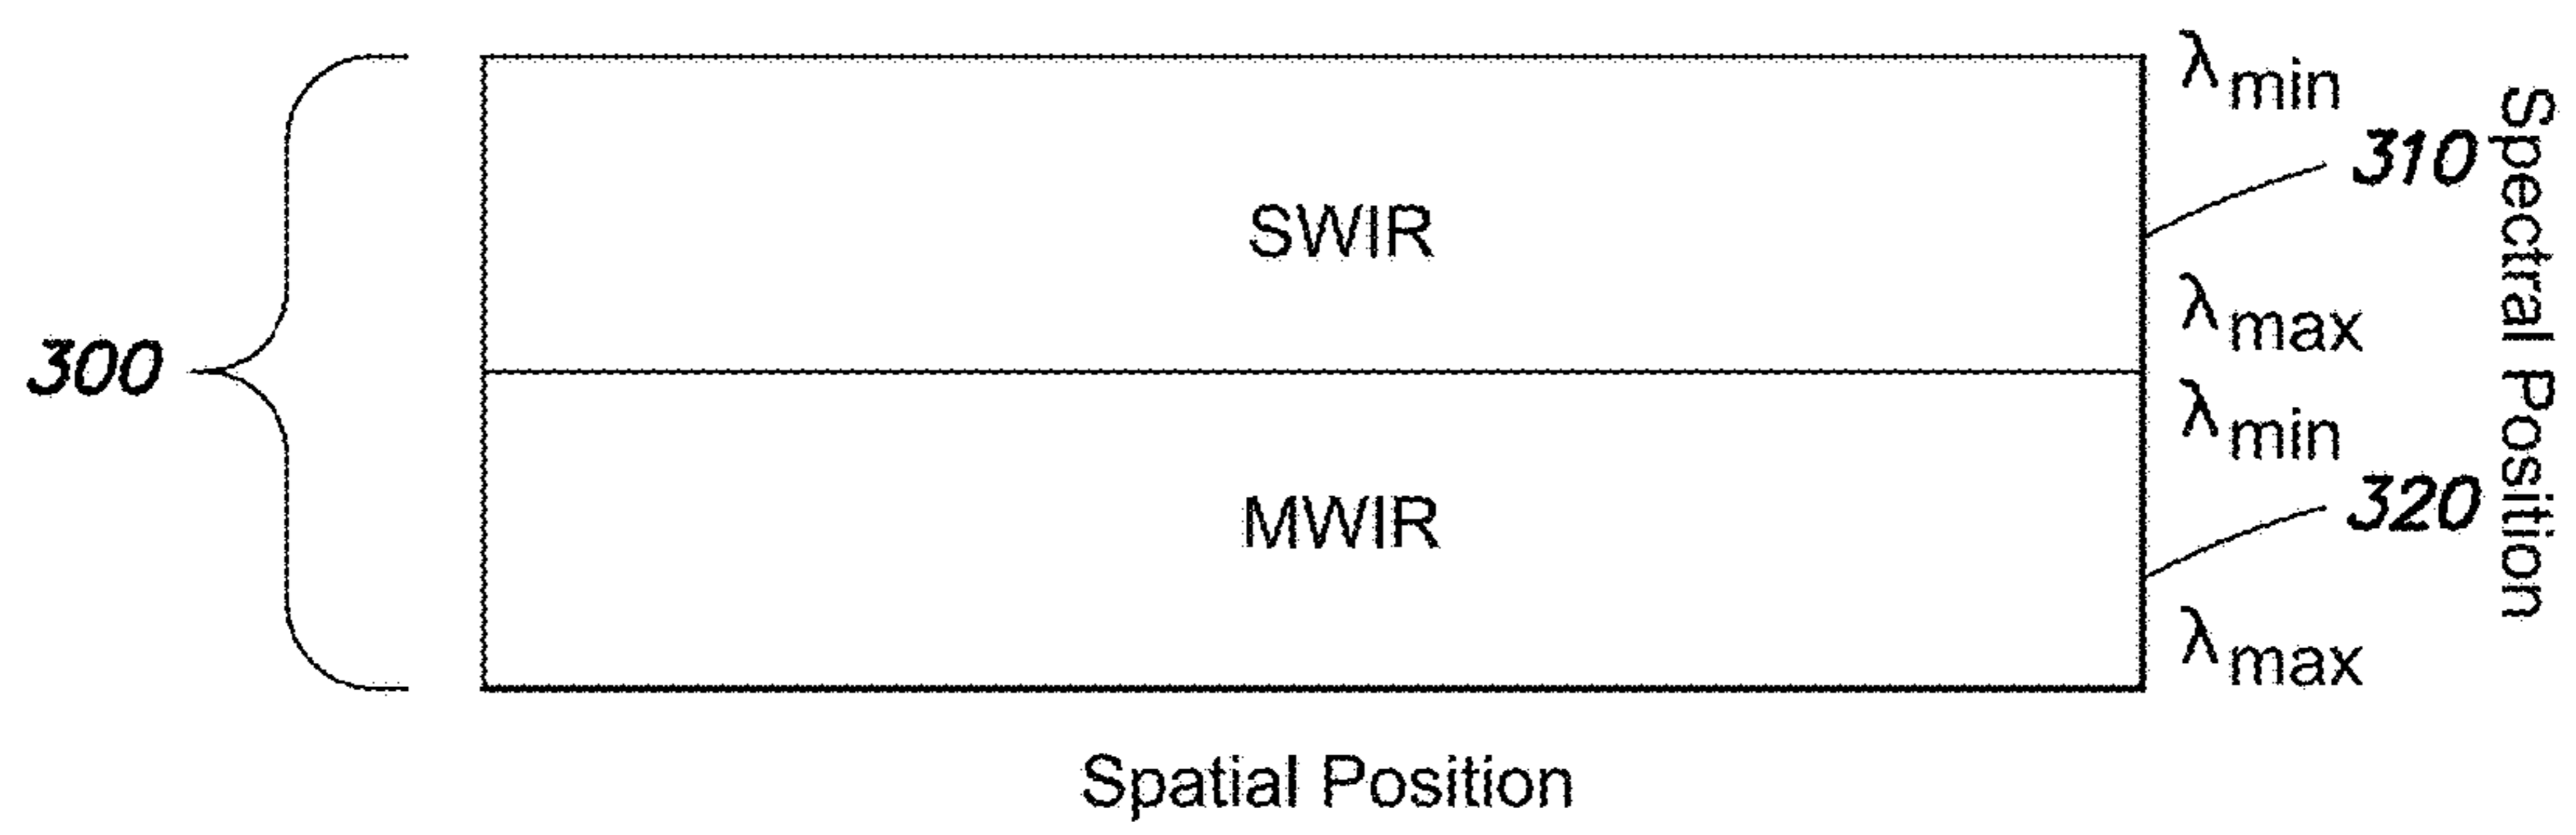 λmin
310
SWIR
λmax
300
λmin
MWIR
320
λmax
Spectral Position
Spatial Position